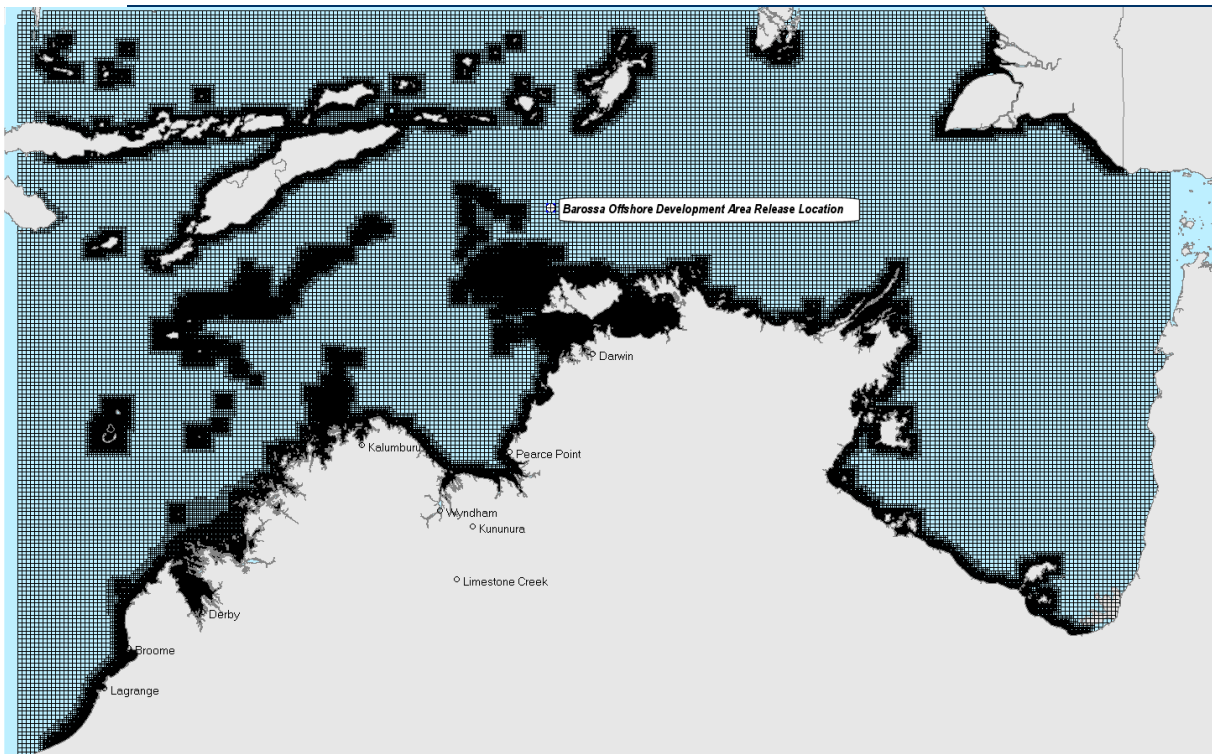 Barossa Offshore Development Area Release Location
Darwin
Kalumburu
Pearce Point
Wyndham
Kununura
Limestone Creek
Derby
Broome
Lagrange